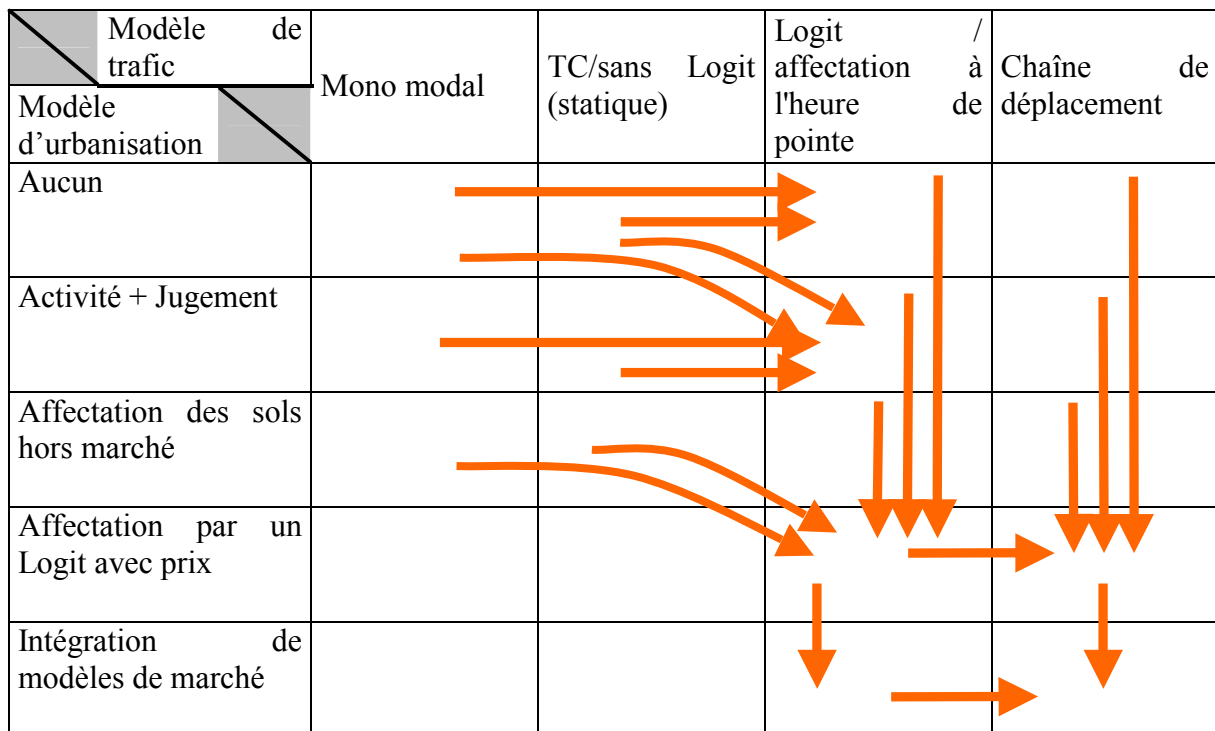 Modèle de
trafic
Modèle
d’urbanisation
Mono modal
TC/sans Logit
(statique)
Logit /
affectation à
l'heure de
pointe
Chaîne de
déplacement
Aucun
Activité + Jugement
Affectation des sols
hors marché
Affectation par un
Logit avec prix
Intégration de
modèles de marché